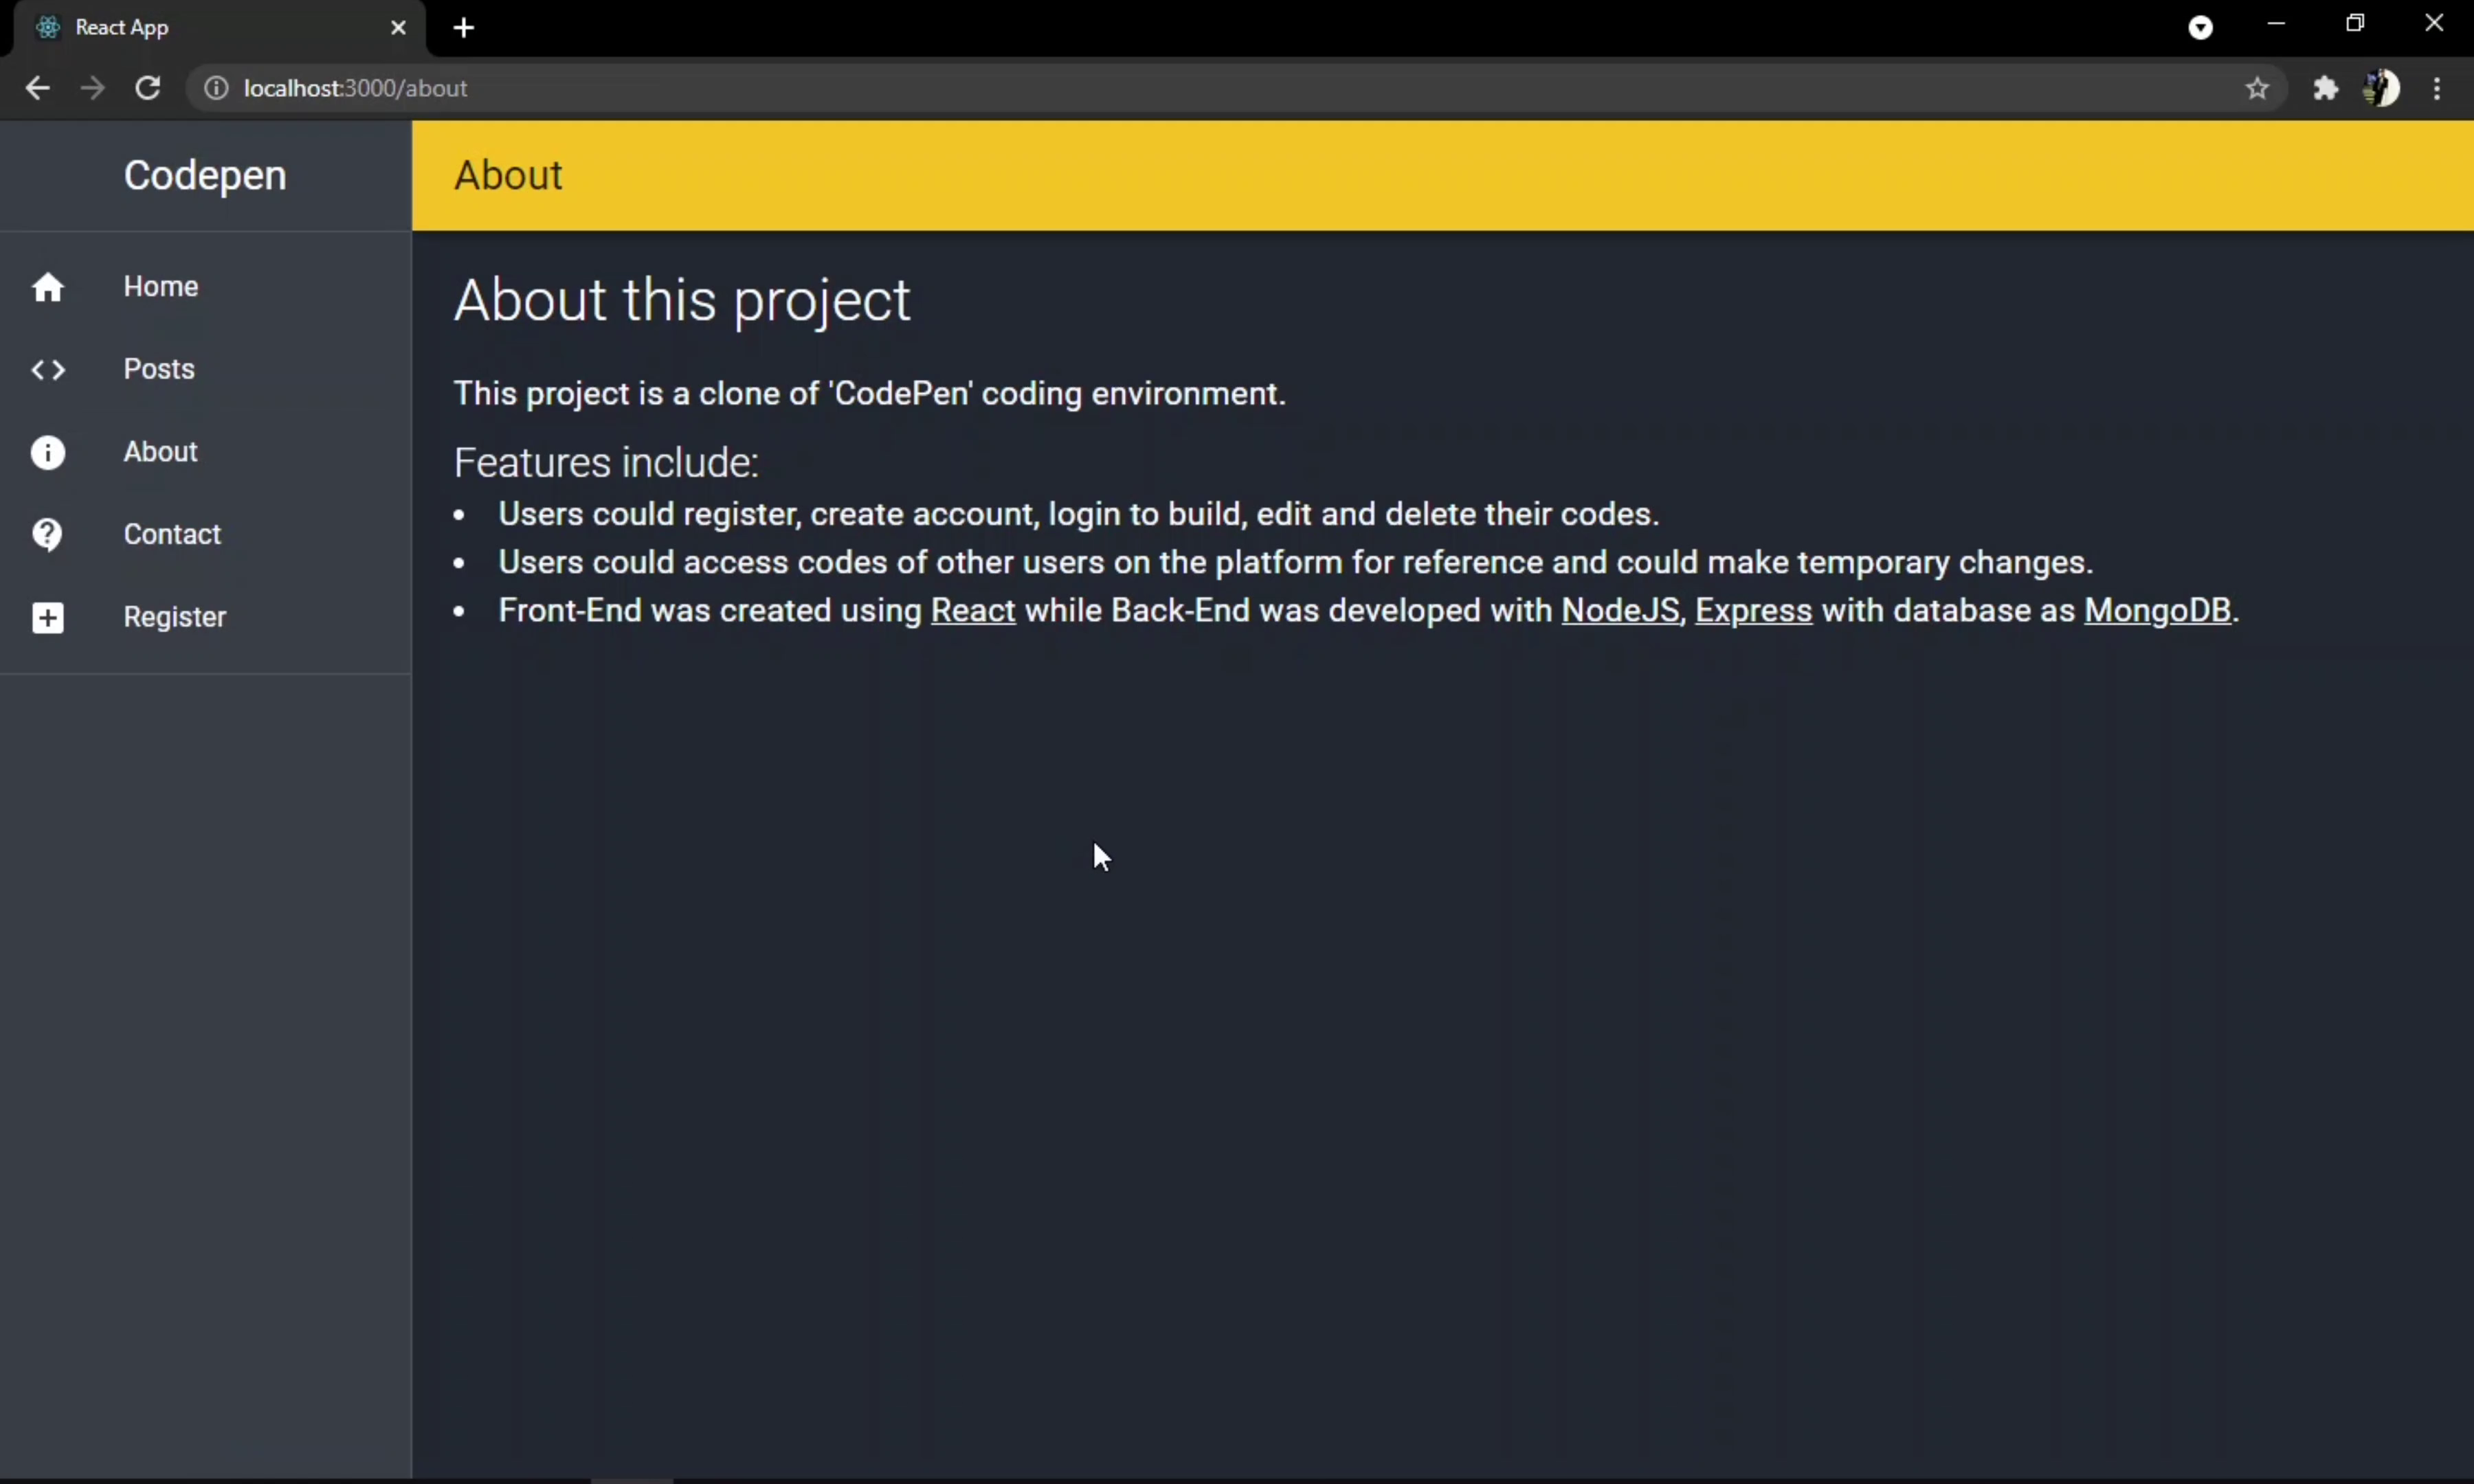 React App
localhost:3000/about
Codepen
About
Home
Posts
About
Contact
Register
About this project
This project is a clone of 'CodePen' coding environment.
Features include:
• Users could register, create account, login to build, edit and delete their codes.
• Users could access codes of other users on the platform for reference and could make temporary changes.
• Front-End was created using React while Back-End was developed with NodeJS, Express with database as MongoDB.